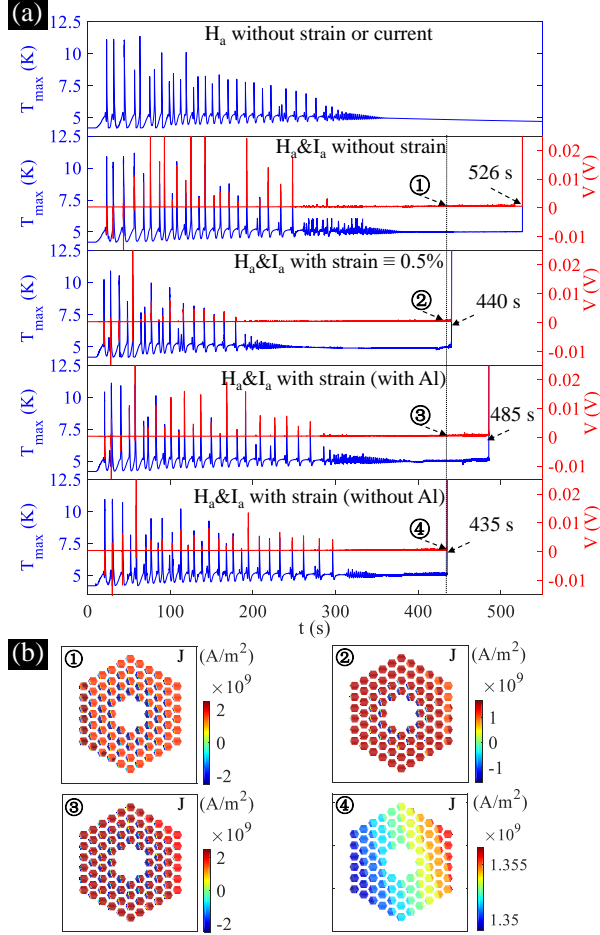 (a)
12.5
10
7.5
5
T_max (K)
H_a without strain or current
12.5
10
7.5
5
T_max (K)
H_a&I_a without strain
①
526 s
0.02
0.01
0
-0.01
V (V)
12.5
10
7.5
5
T_max (K)
H_a&I_a with strain ≡ 0.5%
②
440 s
0.02
0.01
0
-0.01
V (V)
12.5
10
7.5
5
T_max (K)
H_a&I_a with strain (with Al)
③
485 s
0.02
0.01
0
-0.01
V (V)
12.5
10
7.5
5
T_max (K)
H_a&I_a with strain (without Al)
④
435 s
0.02
0.01
0
-0.01
V (V)
0 100 200 300 400 500
t (s)
(b)
① J (A/m²)
×10⁹
2
0
-2
② J (A/m²)
×10⁹
1
0
-1
③ J (A/m²)
×10⁹
2
0
-2
④ J (A/m²)
×10⁹
1.355
1.35